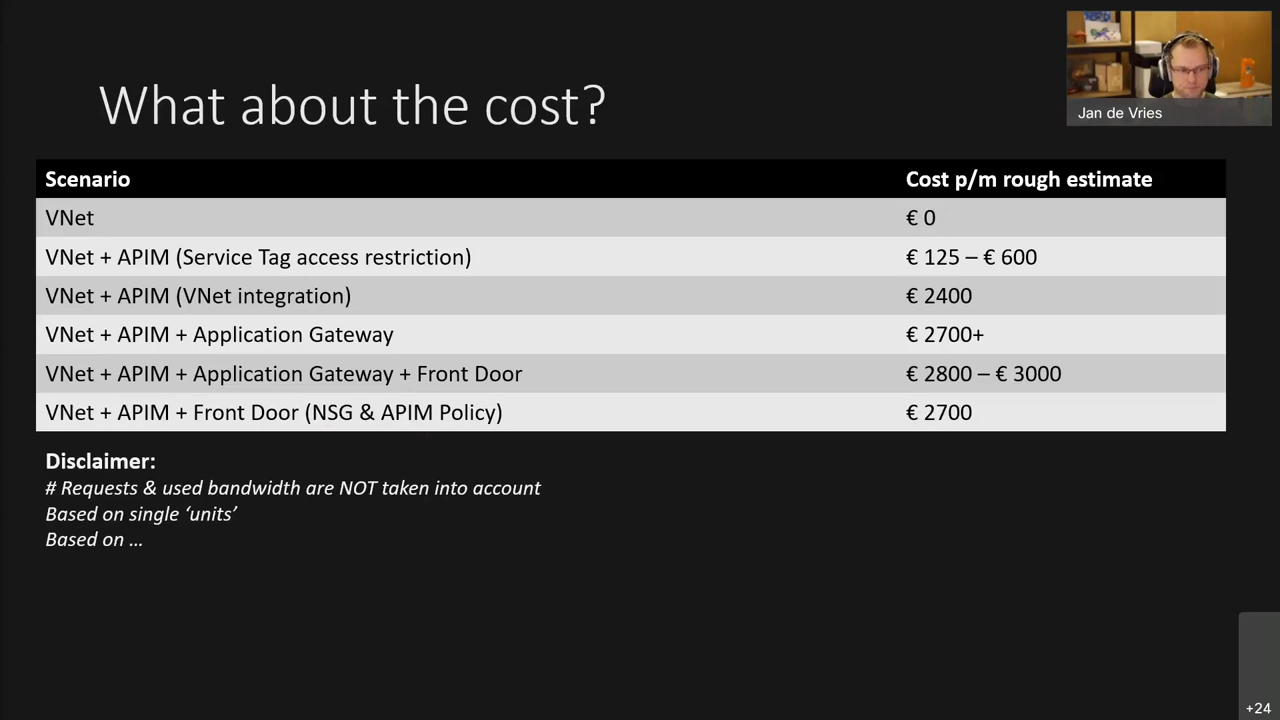 What about the cost?
Jan de Vries
Scenario Cost p/m rough estimate
VNet € 0
VNet + APIM (Service Tag access restriction) € 125 – € 600
VNet + APIM (VNet integration) € 2400
VNet + APIM + Application Gateway € 2700+
VNet + APIM + Application Gateway + Front Door € 2800 – € 3000
VNet + APIM + Front Door (NSG & APIM Policy) € 2700
Disclaimer:
# Requests & used bandwidth are NOT taken into account
Based on single ‘units’
Based on …
+24